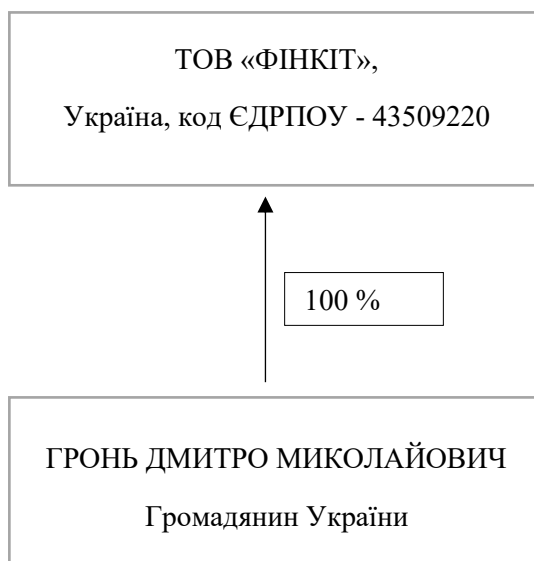 ТОВ «ФІНКІТ»,
Україна, код ЄДРПОУ - 43509220
100 %
ГРОНЬ ДМИТРО МИКОЛАЙОВИЧ
Громадянин України